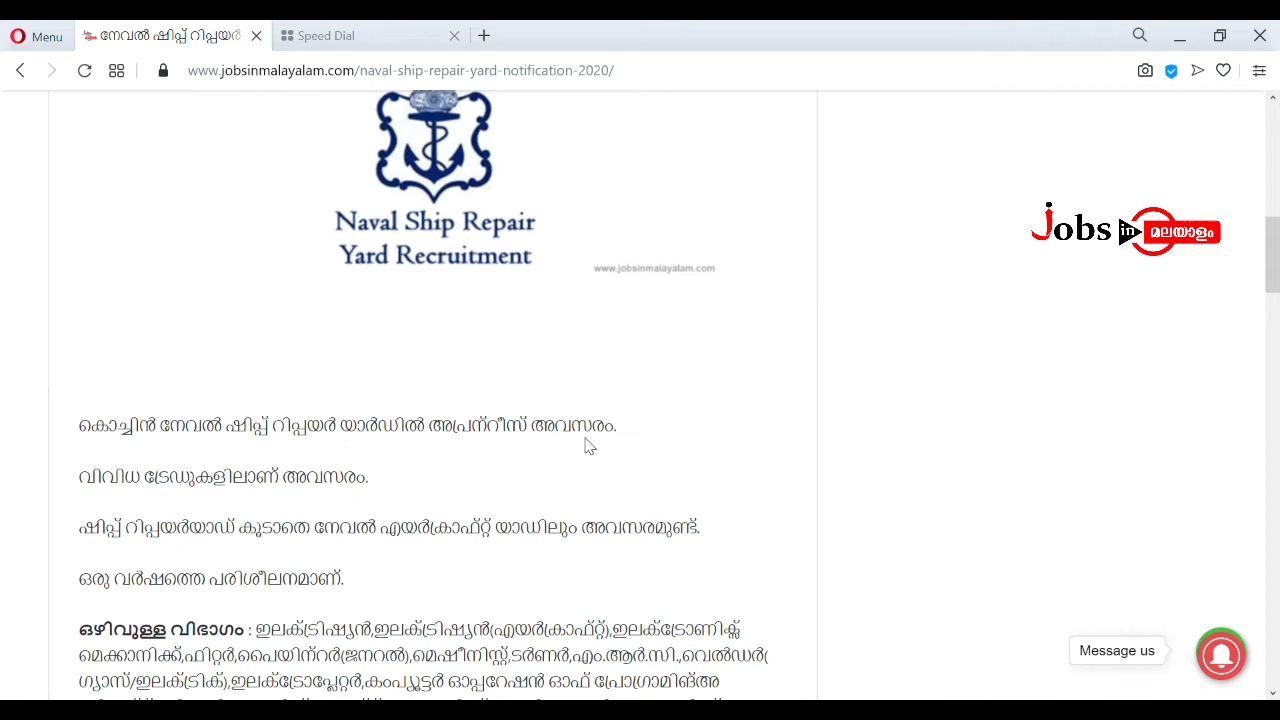 Menu
നേവൽ ഷിപ്പ് റിപ്പയർ
Speed Dial
www.jobsinmalayalam.com/naval-ship-repair-yard-notification-2020/
Naval Ship Repair
Yard Recruitment
www.jobsinmalayalam.com
Jobs in മലയാളം
കൊച്ചിൻ നേവൽ ഷിപ്പ് റിപ്പയർ യാർഡിൽ അപ്രന്റീസ് അവസരം.
വിവിധ ട്രേഡുകളിലാണ് അവസരം.
ഷിപ്പ് റിപ്പയർയാഡ് കൂടാതെ നേവൽ എയർക്രാഫ്റ്റ് യാഡിലും അവസരമുണ്ട്.
ഒരു വർഷത്തെ പരിശീലനമാണ്.
ഒഴിവുള്ള വിഭാഗം : ഇലക്ട്രിഷ്യൻ,ഇലക്ട്രിഷ്യൻ(എയർക്രാഫ്റ്റ്),ഇലക്ട്രോണിക്സ്
മെക്കാനിക്ക്,ഫിറ്റർ,പൈയിന്റർ(ജനറൽ),മെഷീനിസ്റ്റ്,ടർണർ,എം.ആർ.സി.,വെൽഡർ(
ഗ്യാസ്/ഇലക്ട്രിക്),ഇലക്ട്രോപ്ലേറ്റർ,കംപ്യൂട്ടർ ഓപ്പറേഷൻ ഓഫ് പ്രോഗ്രാമിങ്അ
Message us